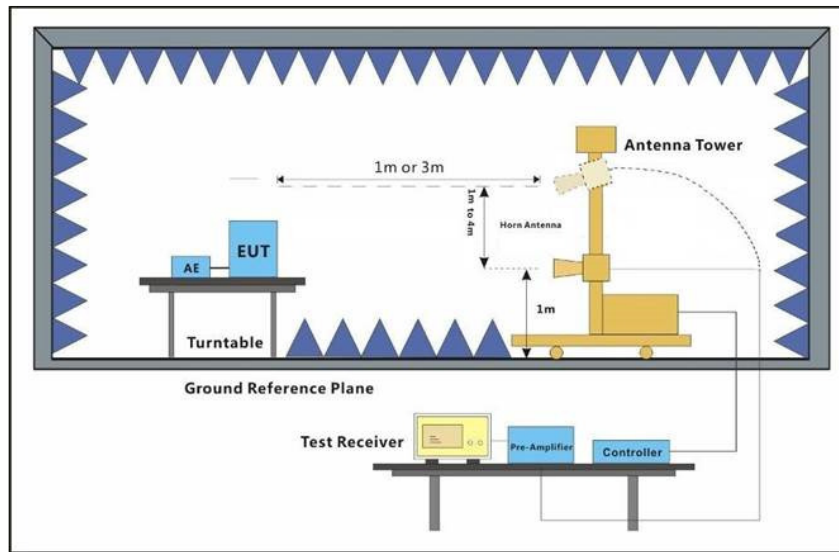 Antenna Tower
1m or 3m
1m to 4m
Horn Antenna
EUT
AE
1m
Turntable
Ground Reference Plane
Test Receiver
Pre-Amplifier
Controller